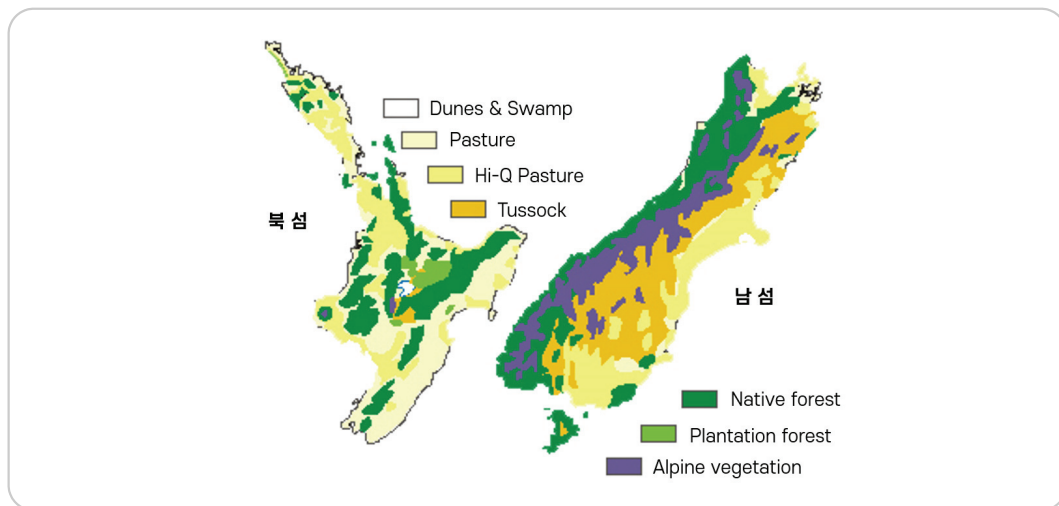 Dunes & Swamp
Pasture
Hi-Q Pasture
Tussock
북 섬
남 섬
Native forest
Plantation forest
Alpine vegetation